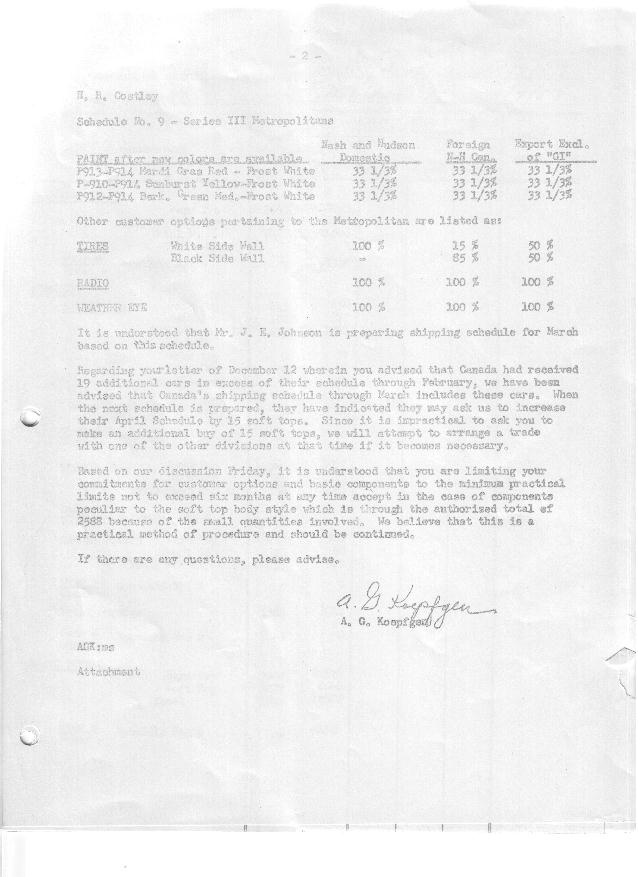 - 2 -
H. R. Costley
Schedule No. 9 - Series III Metropolitans
Nash and Hudson Foreign Export Excl.
PAINT after new colors are available Domestic N-H Gen. of "GI"
P913-P914 Mardi Gras Red - Frost White 33 1/3% 33 1/3% 33 1/3%
P-910-P914 Sunburst Yellow-Frost White 33 1/3% 33 1/3% 33 1/3%
P912-P914 Berk. Green Med.-Frost White 33 1/3% 33 1/3% 33 1/3%
Other customer options pertaining to the Metropolitan are listed as:
TIRES White Side Wall 100 % 15 % 50 %
Black Side Wall - 85 % 50 %
RADIO 100 % 100 % 100 %
WEATHER EYE 100 % 100 % 100 %
It is understood that Mr. J. E. Johnson is preparing shipping schedule for March
based on this schedule.
Regarding yourletter of December 12 wherein you advised that Canada had received
19 additional cars in excess of their schedule through February, we have been
advised that Canada's shipping schedule through March includes these cars. When
the next schedule is prepared, they have indicated they may ask us to increase
their April Schedule by 15 soft tops. Since it is impractical to ask you to
make an additional buy of 15 soft tops, we will attempt to arrange a trade
with one of the other divisions at that time if it becomes necessary.
Based on our discussion Friday, it is understood that you are limiting your
commitments for customer options and basic components to the minimum practical
limits not to exceed six months at any time accept in the case of components
peculiar to the soft top body style which is through the authorized total of
2588 because of the small quantities involved. We believe that this is a
practical method of procedure and should be continued.
If there are any questions, please advise.
A. G. Koepfgen
A. G. Koepfgen
AGK:ms
Attachment